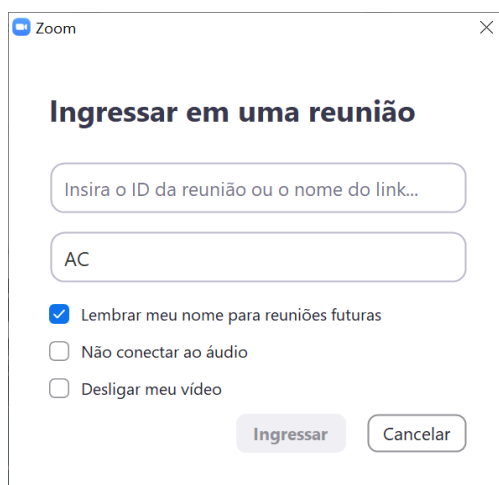 Zoom
Ingressar em uma reunião
Insira o ID da reunião ou o nome do link...
AC
Lembrar meu nome para reuniões futuras
Não conectar ao áudio
Desligar meu vídeo
Ingressar Cancelar